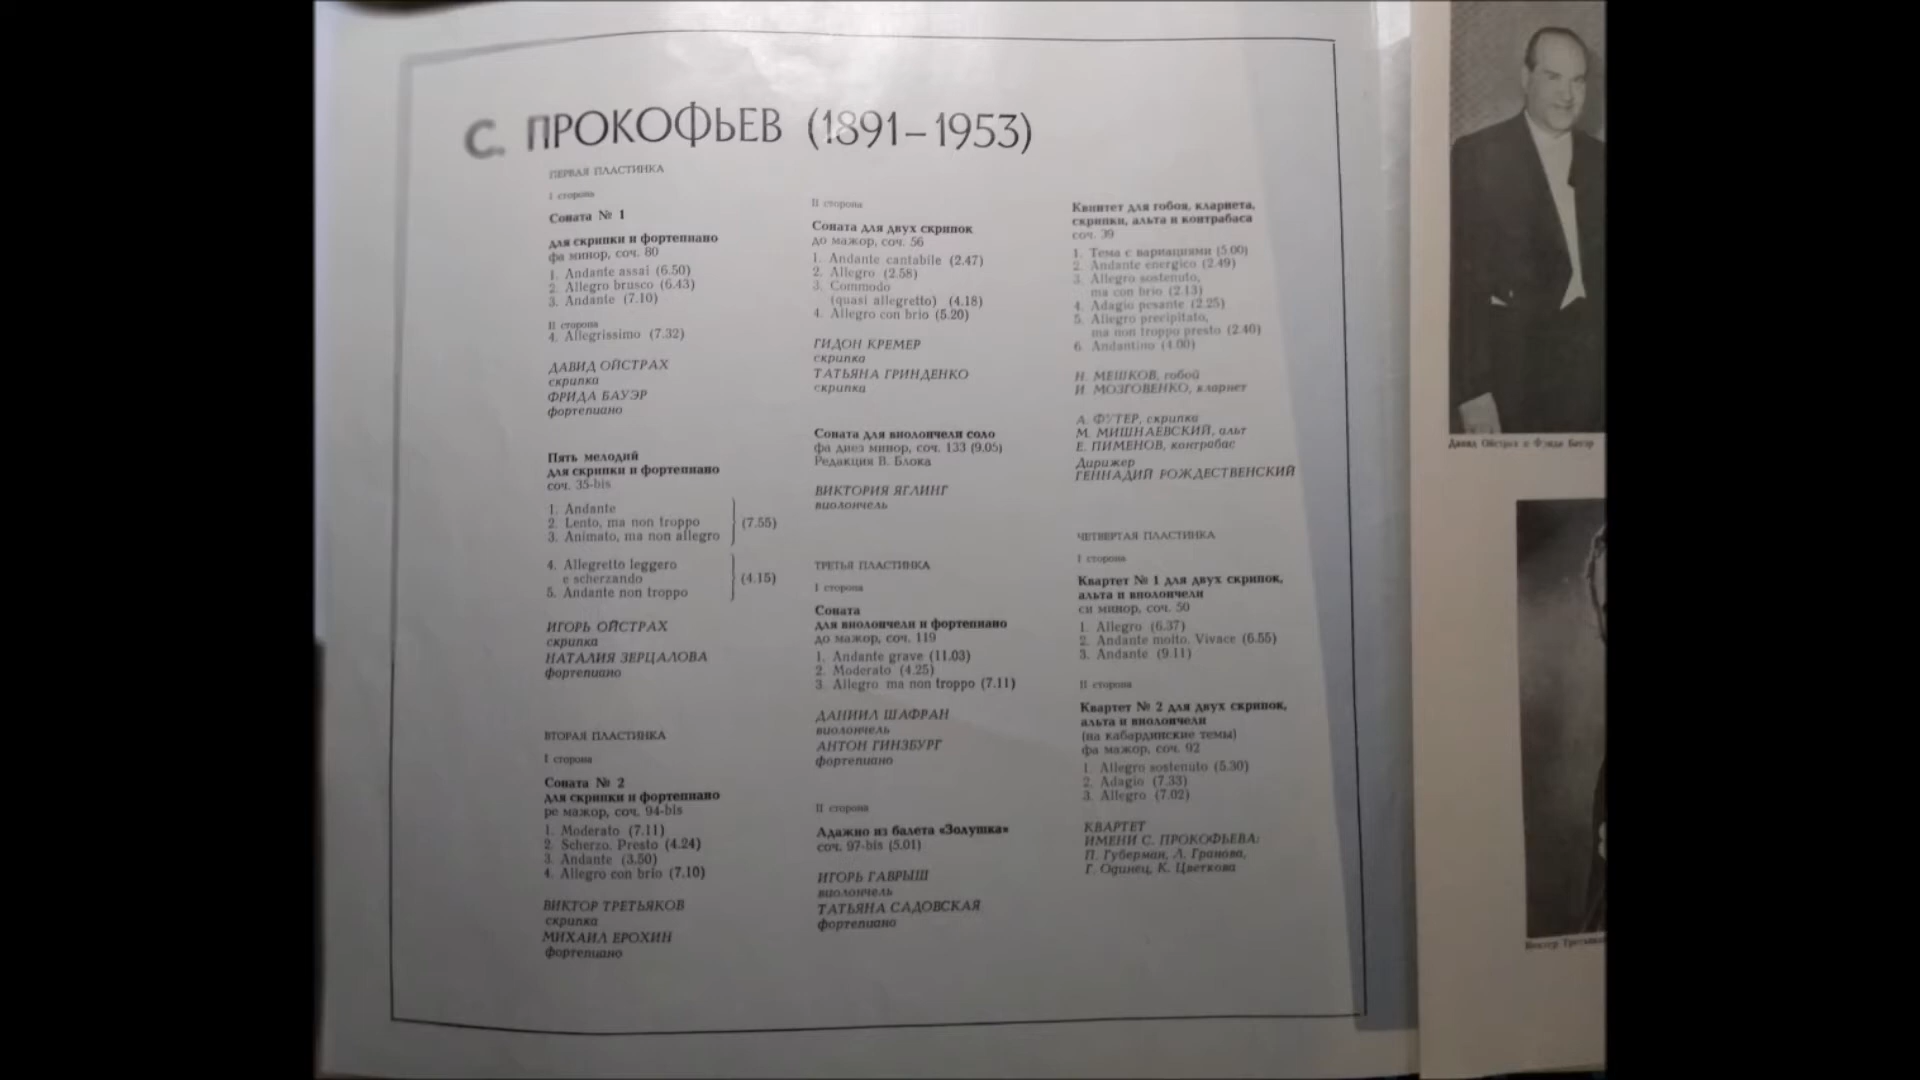 С. ПРОКОФЬЕВ (1891–1953)
ПЕРВАЯ ПЛАСТИНКА
I сторона
Соната № 1
для скрипки и фортепиано
фа минор, соч. 80
1. Andante assai (6.50)
2. Allegro brusco (6.43)
3. Andante (7.10)
II сторона
4. Allegrissimo (7.32)
ДАВИД ОЙСТРАХ
скрипка
ФРИДА БАУЭР
фортепиано
Пять мелодий
для скрипки и фортепиано
соч. 35-bis
1. Andante
2. Lento, ma non troppo
3. Animato, ma non allegro
(7.55)
4. Allegretto leggero
e scherzando
5. Andante non troppo
(4.15)
ИГОРЬ ОЙСТРАХ
скрипка
НАТАЛИЯ ЗЕРЦАЛОВА
фортепиано
ВТОРАЯ ПЛАСТИНКА
I сторона
Соната № 2
для скрипки и фортепиано
ре мажор, соч. 94-bis
1. Moderato (7.11)
2. Scherzo. Presto (4.24)
3. Andante (3.50)
4. Allegro con brio (7.10)
ВИКТОР ТРЕТЬЯКОВ
скрипка
МИХАИЛ ЕРОХИН
фортепиано
II сторона
Соната для двух скрипок
до мажор, соч. 56
1. Andante cantabile (2.47)
2. Allegro (2.58)
3. Commodo
(quasi allegretto) (4.18)
4. Allegro con brio (5.20)
ГИДОН КРЕМЕР
скрипка
ТАТЬЯНА ГРИНДЕНКО
скрипка
Соната для виолончели соло
фа диез минор, соч. 133 (9.05)
Редакция В. Блока
ВИКТОРИЯ ЯГЛИНГ
виолончель
ТРЕТЬЯ ПЛАСТИНКА
I сторона
Соната
для виолончели и фортепиано
до мажор, соч. 119
1. Andante grave (11.03)
2. Moderato (4.25)
3. Allegro ma non troppo (7.11)
ДАНИИЛ ШАФРАН
виолончель
АНТОН ГИНЗБУРГ
фортепиано
II сторона
Адажио из балета «Золушка»
соч. 97-bis (5.01)
ИГОРЬ ГАВРЫШ
виолончель
ТАТЬЯНА САДОВСКАЯ
фортепиано
Квинтет для гобоя, кларнета,
скрипки, альта и контрабаса
соч. 39
1. Тема с вариациями (5.00)
2. Andante energico (2.49)
3. Allegro sostenuto,
ma con brio (2.13)
4. Adagio pesante (2.25)
5. Allegro precipitato,
ma non troppo presto (2.40)
6. Andantino (4.00)
Н. МЕШКОВ, гобой
И. МОЗГОВЕНКО, кларнет
А. ФУТЕР, скрипка
М. МИШНАЕВСКИЙ, альт
Е. ПИМЕНОВ, контрабас
Дирижер
ГЕННАДИЙ РОЖДЕСТВЕНСКИЙ
ЧЕТВЕРТАЯ ПЛАСТИНКА
I сторона
Квартет № 1 для двух скрипок,
альта и виолончели
си минор, соч. 50
1. Allegro (6.37)
2. Andante molto. Vivace (6.55)
3. Andante (9.11)
II сторона
Квартет № 2 для двух скрипок,
альта и виолончели
(на кабардинские темы)
фа мажор, соч. 92
1. Allegro sostenuto (5.30)
2. Adagio (7.33)
3. Allegro (7.02)
КВАРТЕТ
ИМЕНИ С. ПРОКОФЬЕВА:
П. Губерман, Л. Гранова,
Г. Одинец, К. Цветкова
Давид Ойстрах и Фрида Бауэр
Виктор